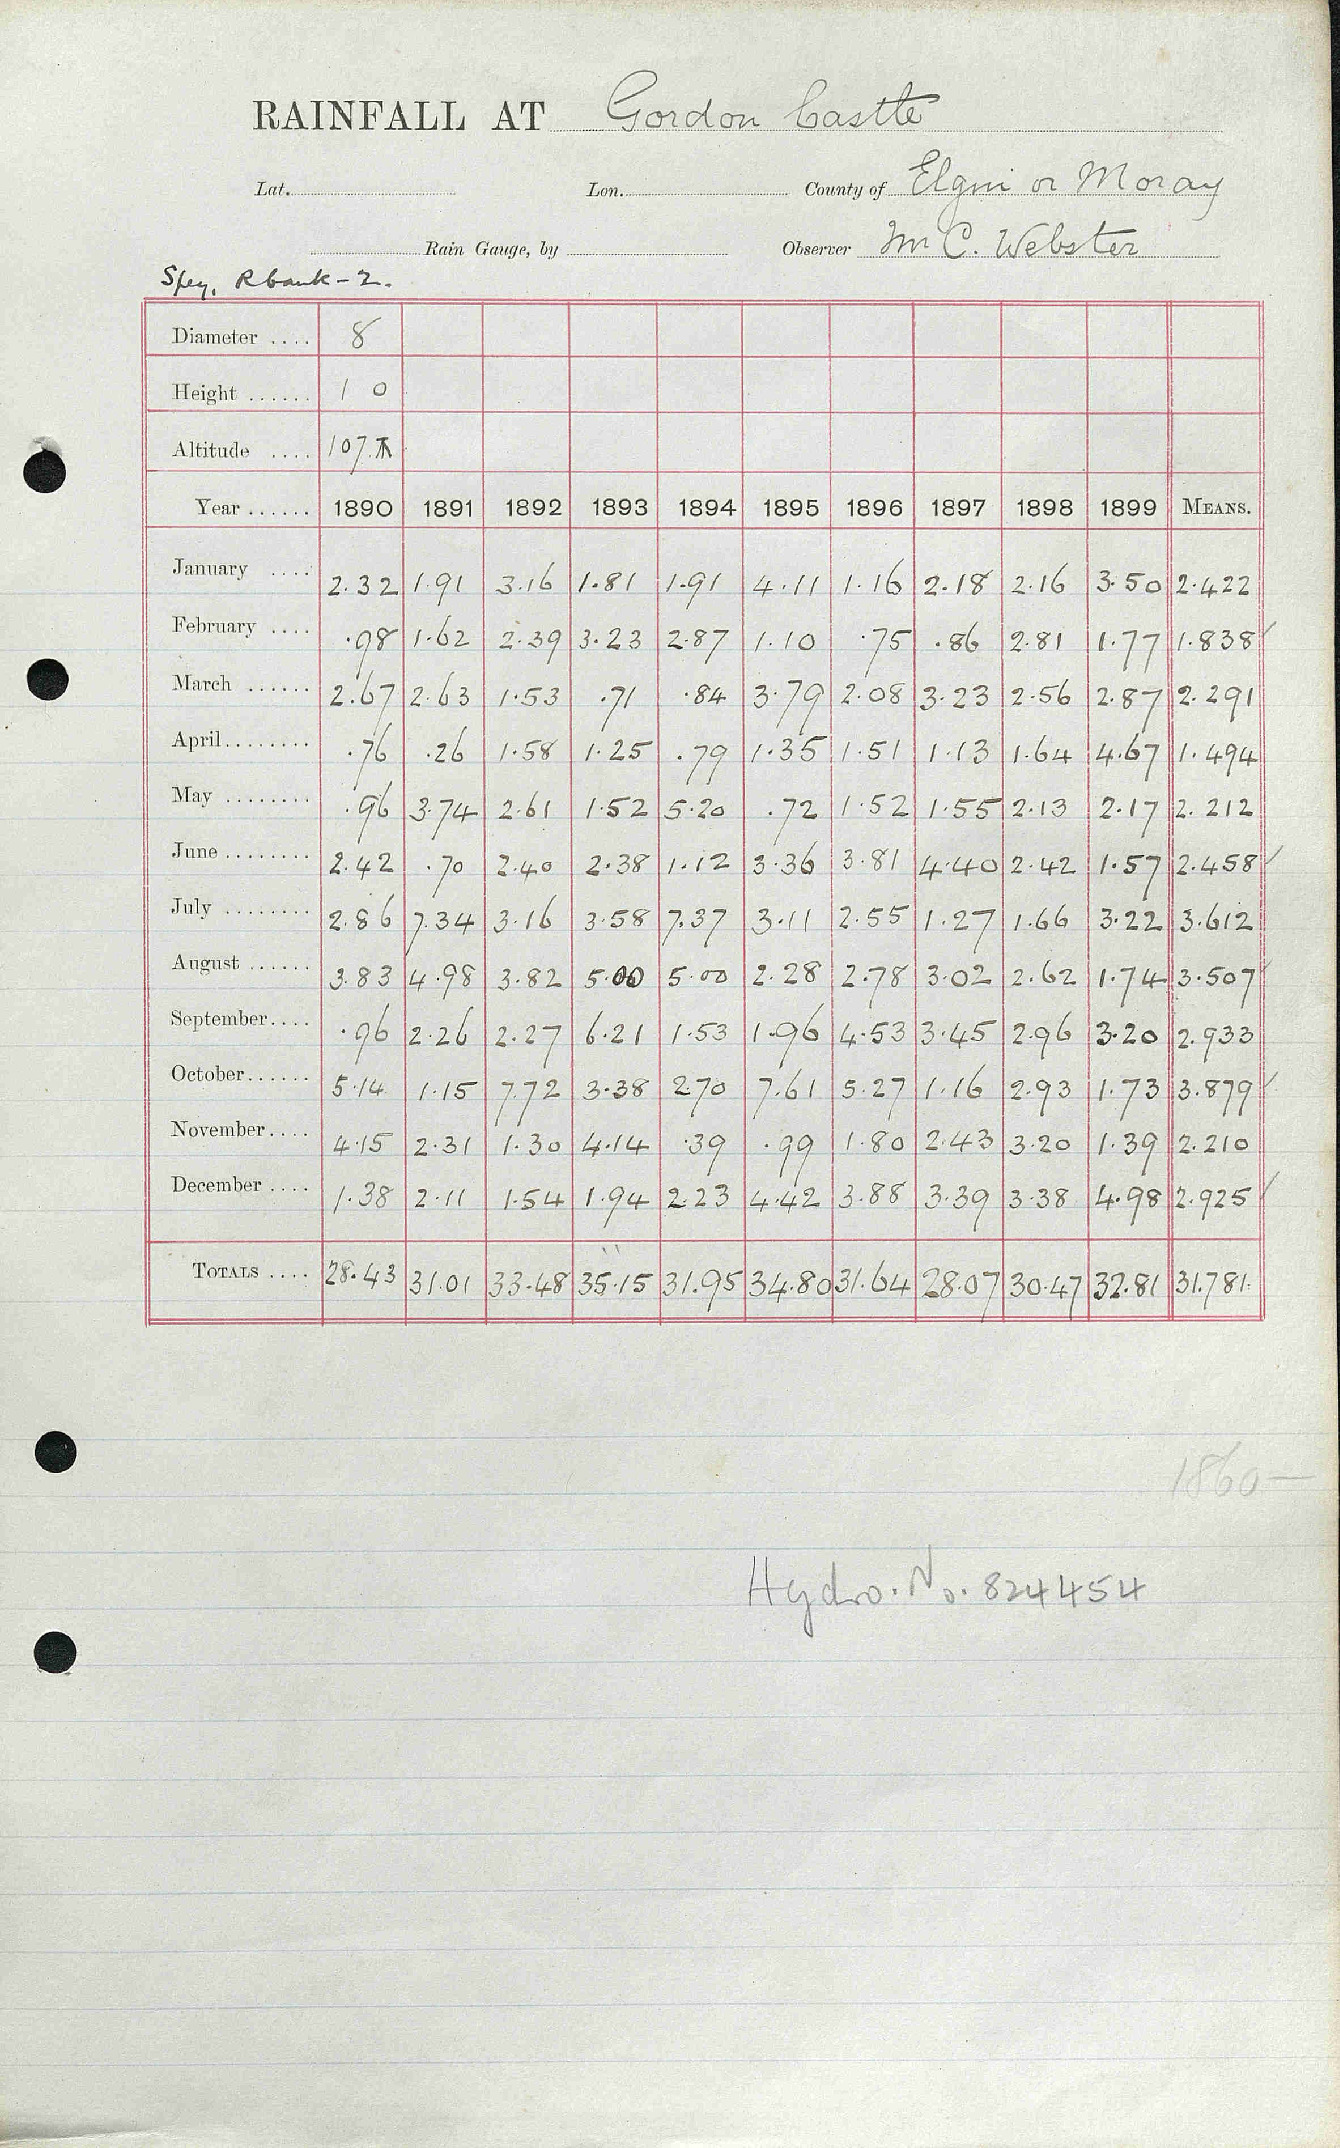 RAINFALL AT Gordon Castle
Lat. Lon. County of Elgin or Moray
Rain Gauge, by Observer Mr C. Webster
Spey, R bank - 2.
Diameter .... 8
Height ...... 1 0
Altitude .... 107.
Year ...... 1890 1891 1892 1893 1894 1895 1896 1897 1898 1899 MEANS.
January .... 2.32 1.91 3.16 1.81 1.91 4.11 1.16 2.18 2.16 3.50 2.422
February .... .98 1.62 2.39 3.23 2.87 1.10 .75 .86 2.81 1.77 1.838
March ...... 2.67 2.63 1.53 .71 .84 3.79 2.08 3.23 2.56 2.87 2.291
April ........ .76 .26 1.58 1.25 .79 1.35 1.51 1.13 1.64 4.67 1.494
May ........ .96 3.74 2.61 1.52 5.20 .72 1.52 1.55 2.13 2.17 2.212
June ........ 2.42 .70 2.40 2.38 1.12 3.36 3.81 4.40 2.42 1.57 2.458
July ........ 2.86 7.34 3.16 3.58 7.37 3.11 2.55 1.27 1.66 3.22 3.612
August ...... 3.83 4.98 3.82 5.00 5.00 2.28 2.78 3.02 2.62 1.74 3.507
September.... .96 2.26 2.27 6.21 1.53 1.96 4.53 3.45 2.96 3.20 2.933
October...... 5.14 1.15 7.72 3.38 2.70 7.61 5.27 1.16 2.93 1.73 3.879
November.... 4.15 2.31 1.30 4.14 .39 .99 1.80 2.43 3.20 1.39 2.210
December .... 1.38 2.11 1.54 1.94 2.23 4.42 3.88 3.39 3.38 4.98 2.925
TOTALS .... 28.43 31.01 33.48 35.15 31.95 34.80 31.64 28.07 30.47 32.81 31.781
1860—
Hydro. No. 824454